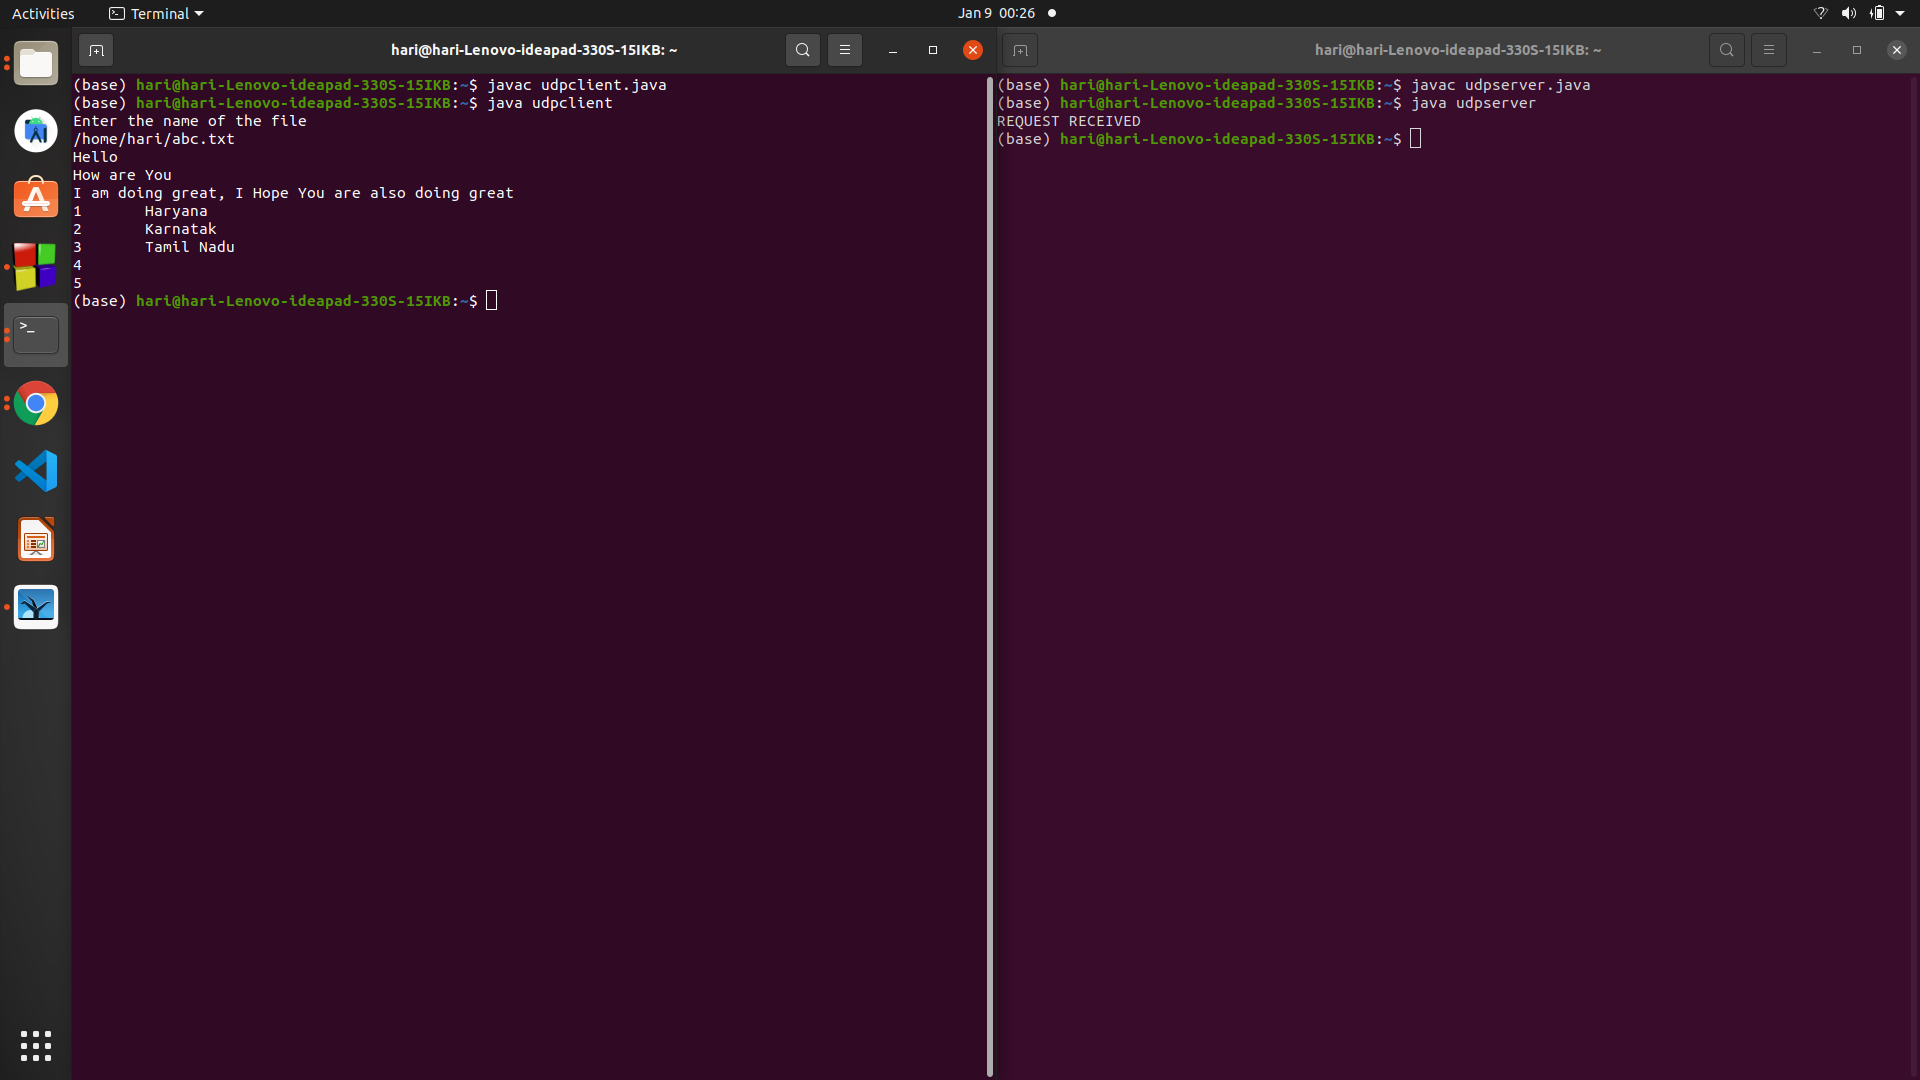 Activities
Terminal
Jan 9 00:26
hari@hari-Lenovo-ideapad-330S-15IKB: ~
(base) hari@hari-Lenovo-ideapad-330S-15IKB:~$ javac udpclient.java
(base) hari@hari-Lenovo-ideapad-330S-15IKB:~$ java udpclient
Enter the name of the file
/home/hari/abc.txt
Hello
How are You
I am doing great, I Hope You are also doing great
1 Haryana
2 Karnatak
3 Tamil Nadu
4
5
(base) hari@hari-Lenovo-ideapad-330S-15IKB:~$
hari@hari-Lenovo-ideapad-330S-15IKB: ~
(base) hari@hari-Lenovo-ideapad-330S-15IKB:~$ javac udpserver.java
(base) hari@hari-Lenovo-ideapad-330S-15IKB:~$ java udpserver
REQUEST RECEIVED
(base) hari@hari-Lenovo-ideapad-330S-15IKB:~$